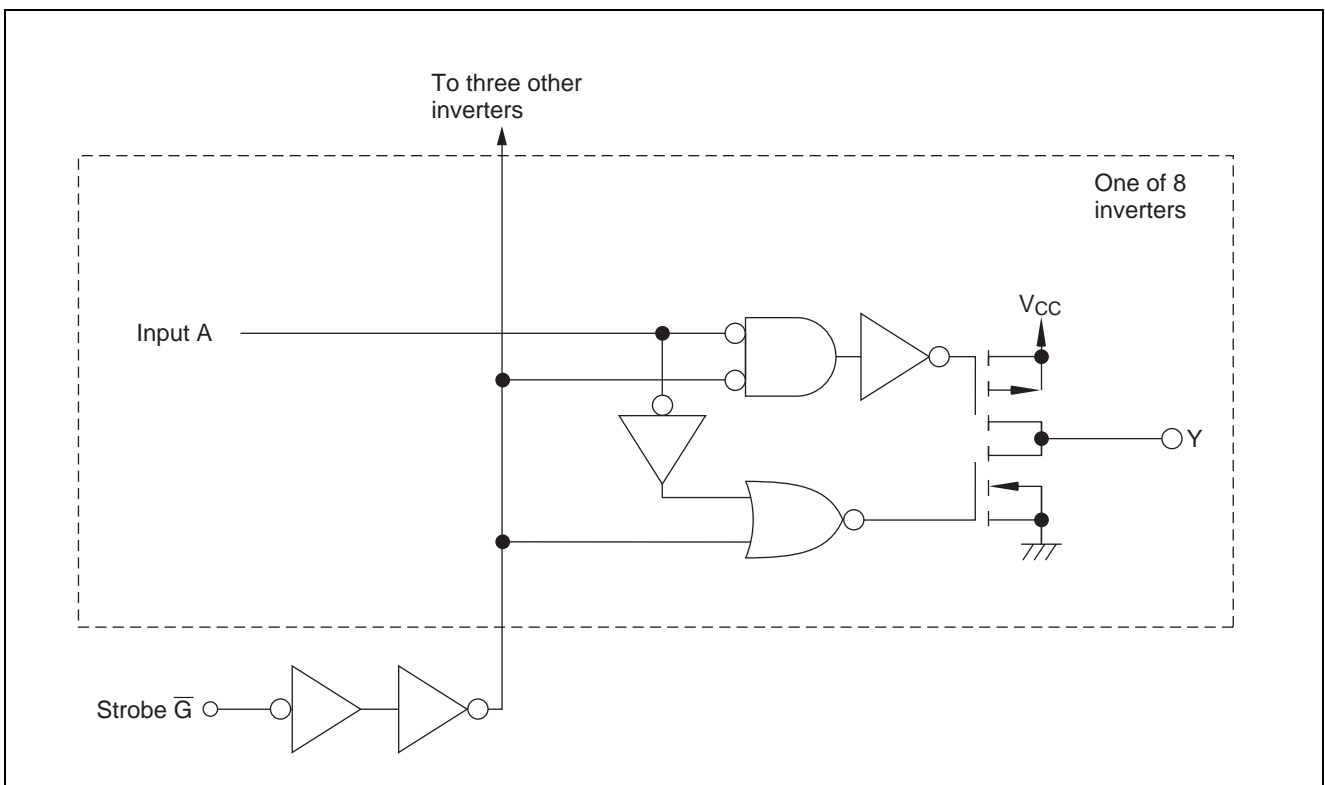 To three other
inverters
One of 8
inverters
Input A
VCC
Y
Strobe G̅